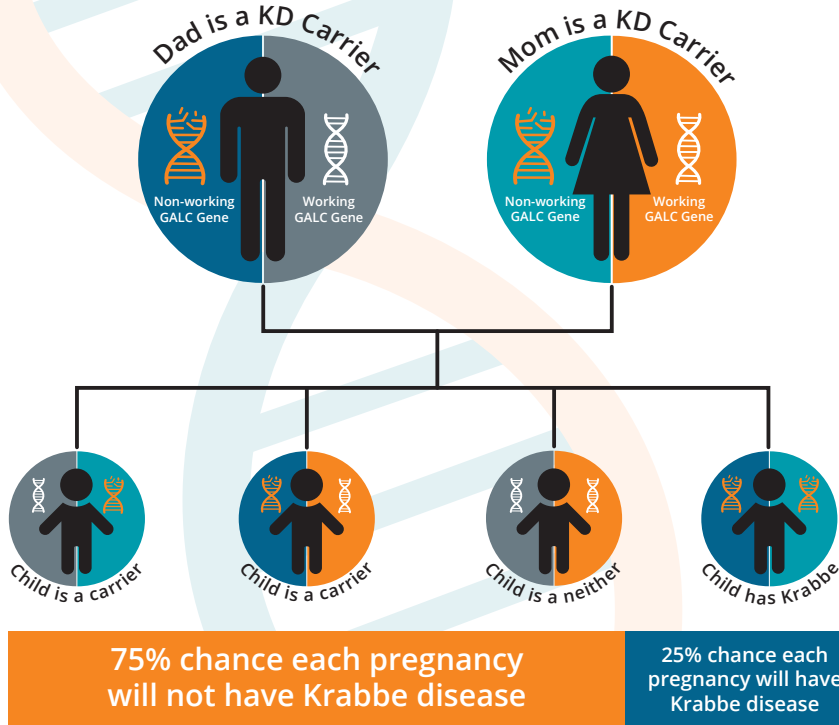 Dad is a KD Carrier
Mom is a KD Carrier
Non-working
GALC Gene
Working
GALC Gene
Non-working
GALC Gene
Working
GALC Gene
Child is a carrier
Child is a carrier
Child is a neither
Child has Krabbe
75% chance each pregnancy
will not have Krabbe disease
25% chance each
pregnancy will have
Krabbe disease